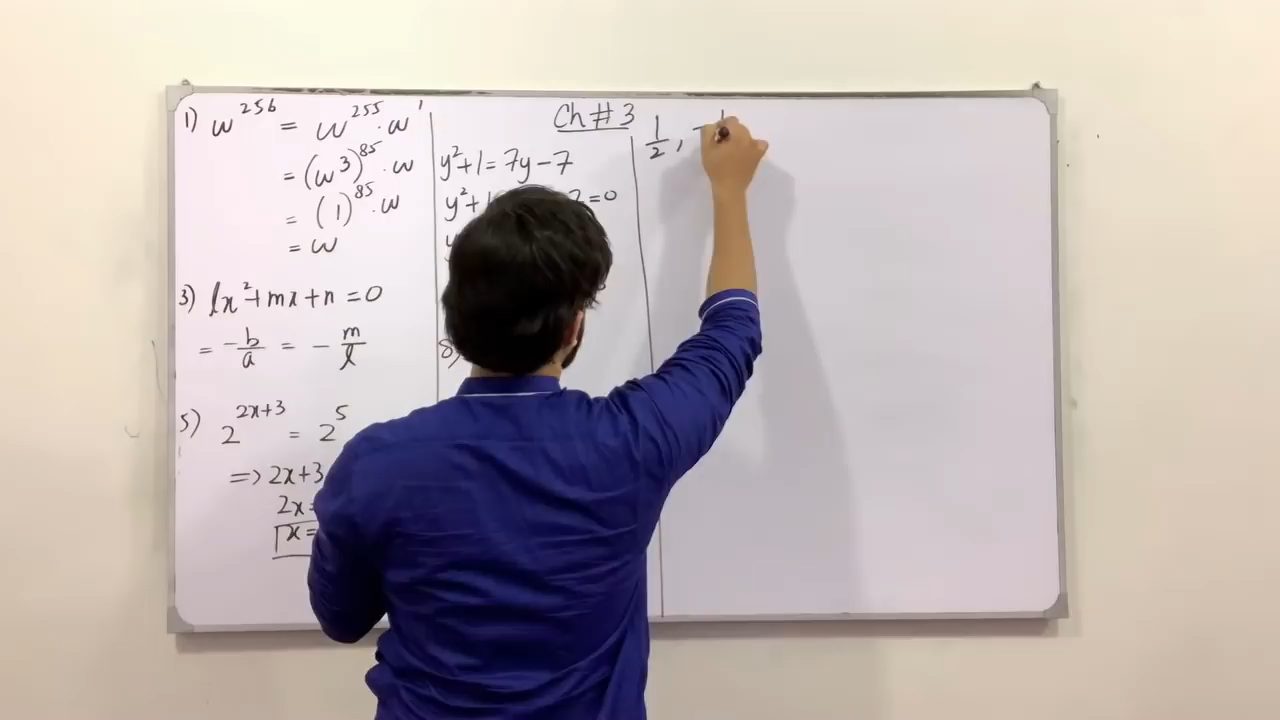 1) w^256 = w^255 . w^1
= (w^3)^85 . w
= (1)^85 . w
= w
3) lx^2+mx+n = 0
= -b/a = - m/l
5) 2^(2x+3) = 2^5
=> 2x+3
2x=
x=
Ch # 3
y^2+1 = 7y-7
y^2+1
=0
8)
1/2, -